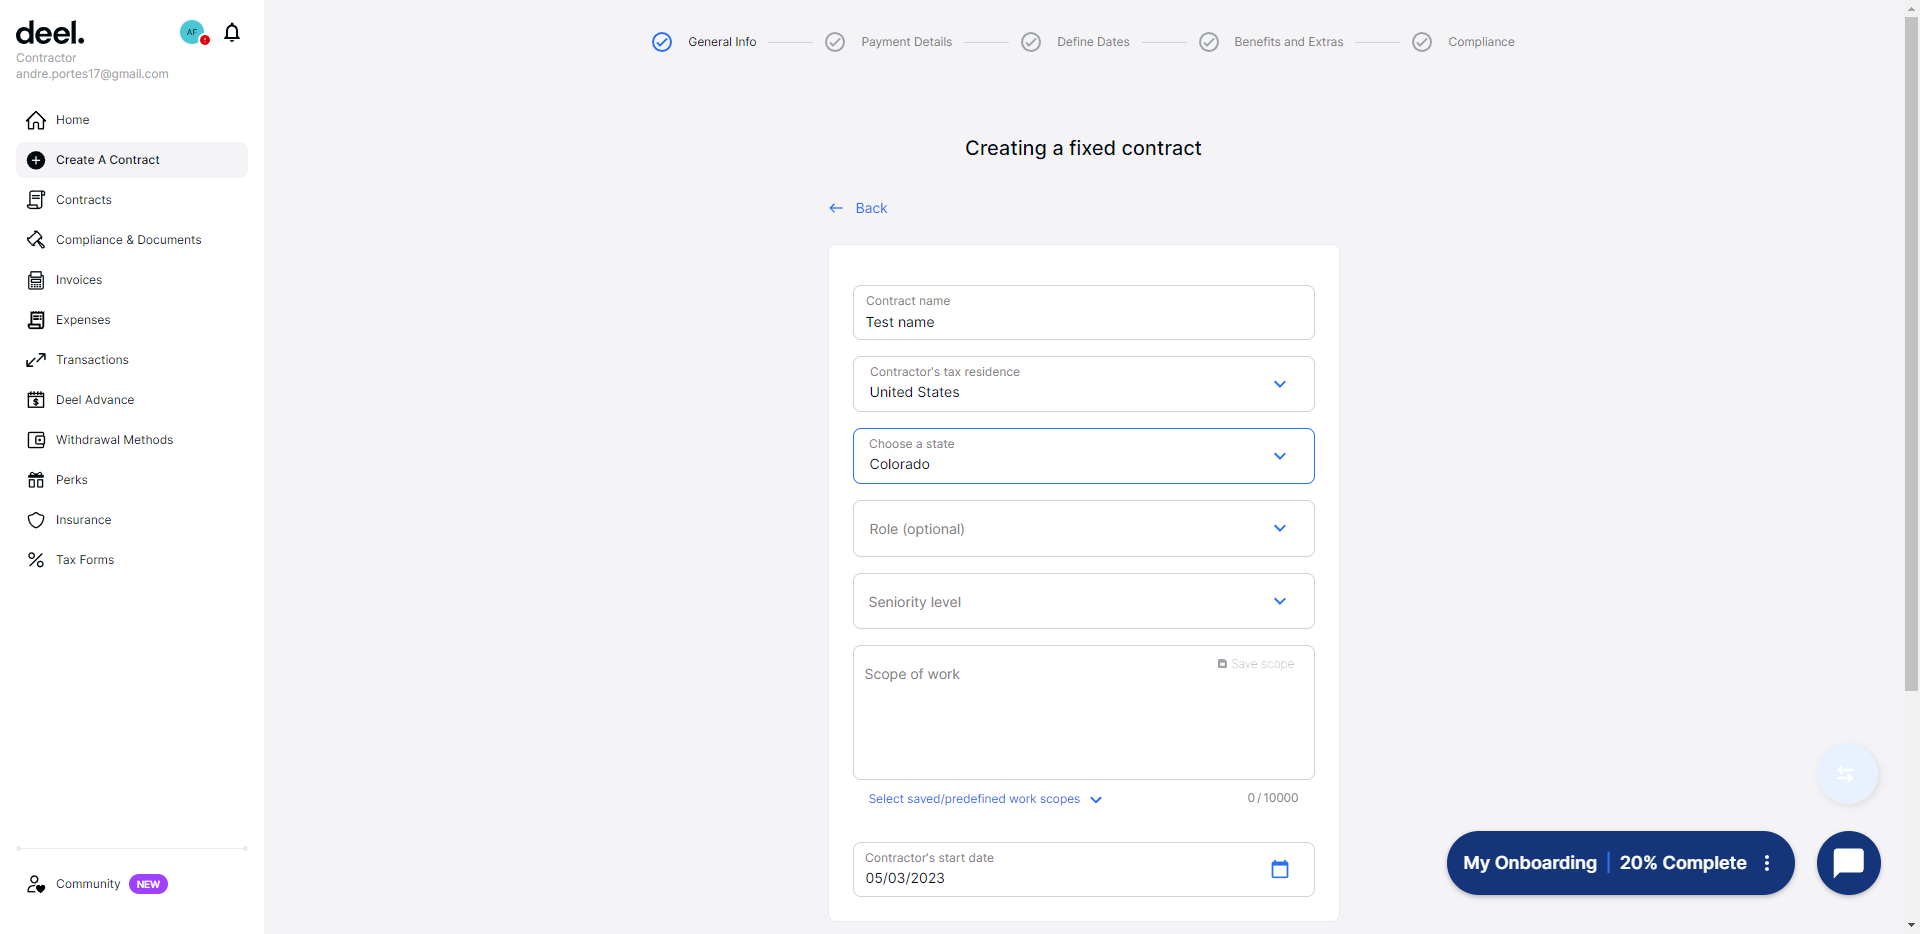 deel.
AF
Contractor
andre.portes17@gmail.com
Home
Create A Contract
Contracts
Compliance & Documents
Invoices
Expenses
Transactions
Deel Advance
Withdrawal Methods
Perks
Insurance
Tax Forms
Community NEW
General Info Payment Details Define Dates Benefits and Extras Compliance
Creating a fixed contract
Back
Contract name
Test name
Contractor's tax residence
United States
Choose a state
Colorado
Role (optional)
Seniority level
Save scope
Scope of work
Select saved/predefined work scopes 0 / 10000
Contractor's start date
05/03/2023
My Onboarding 20% Complete